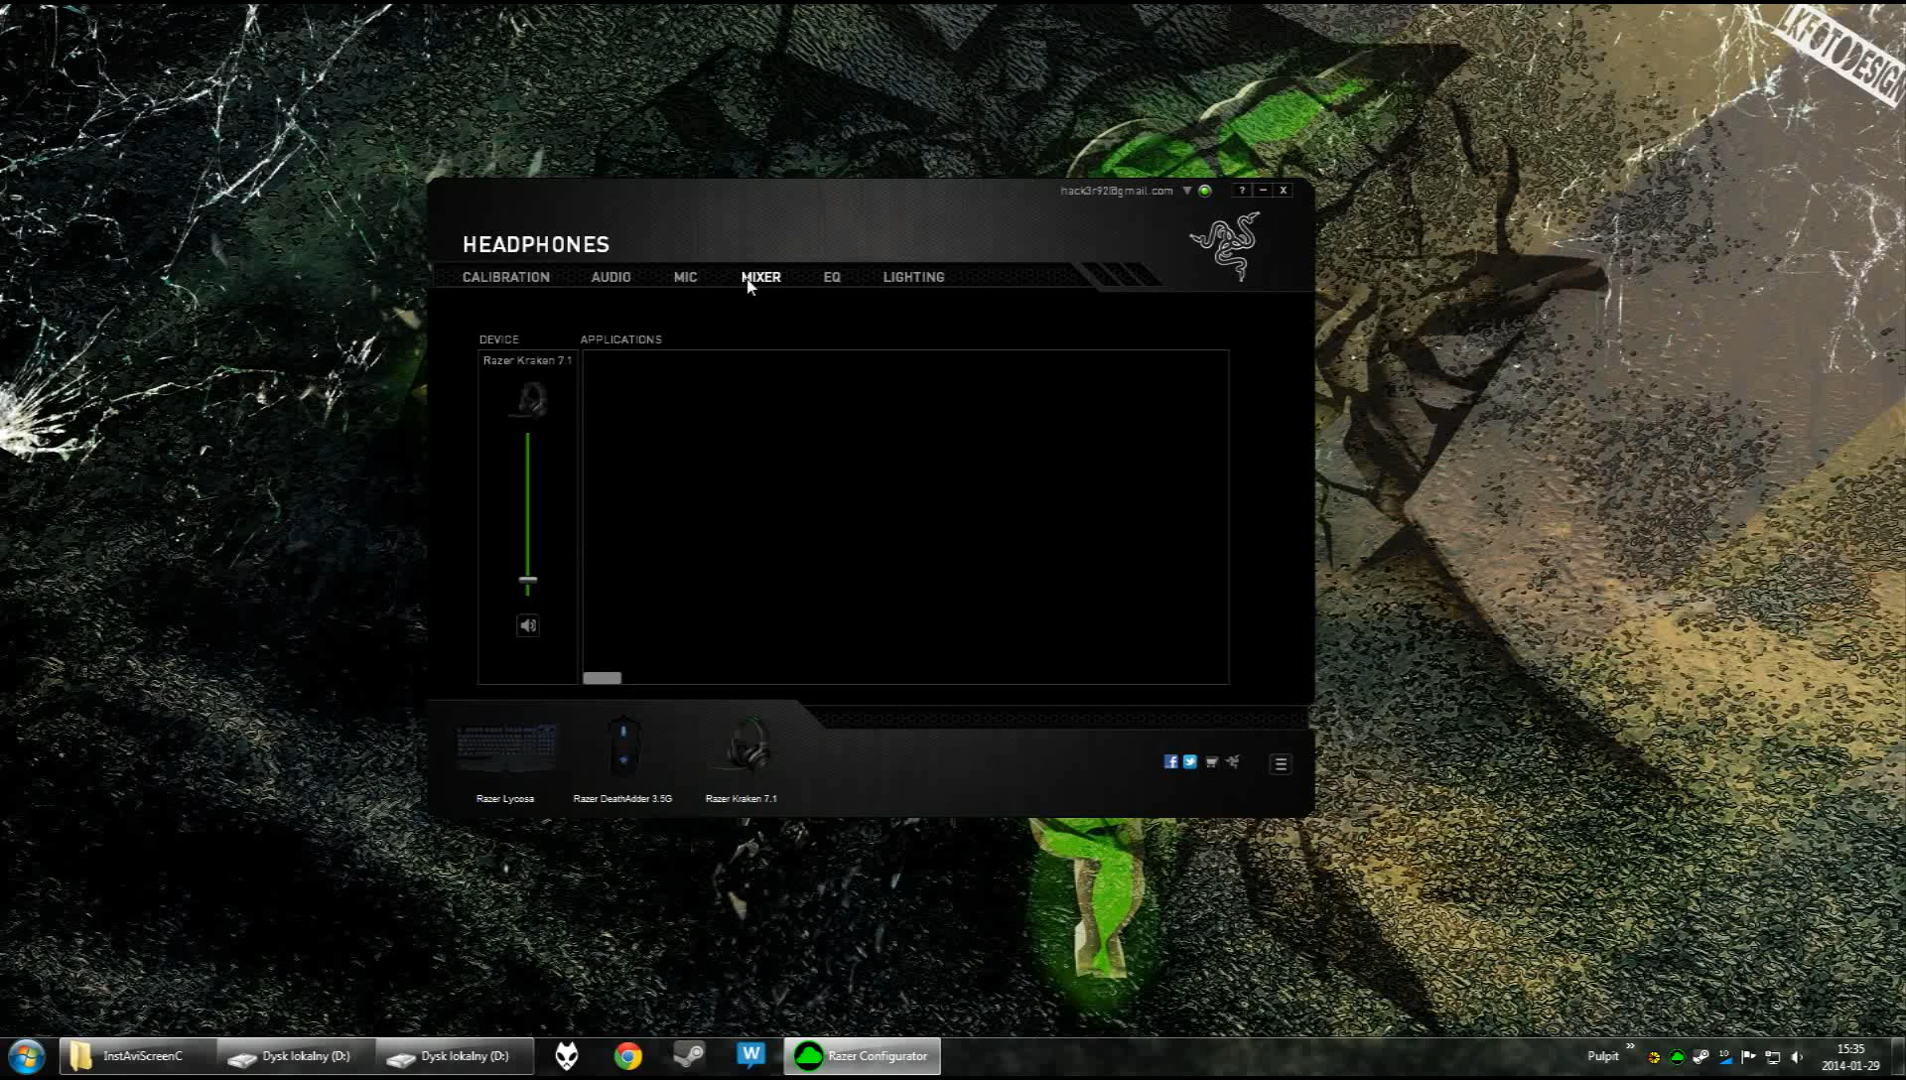 LKFOTODESIGN
hack3r92@gmail.com
? – X
HEADPHONES
CALIBRATION AUDIO MIC MIXER EQ LIGHTING
DEVICE APPLICATIONS
Razer Kraken 7.1
Razer Lycosa Razer DeathAdder 3.5G Razer Kraken 7.1
InstAviScreenC Dysk lokalny (D:) Dysk lokalny (D:) W Razer Configurator Pulpit » 10 15:35
2014-01-29